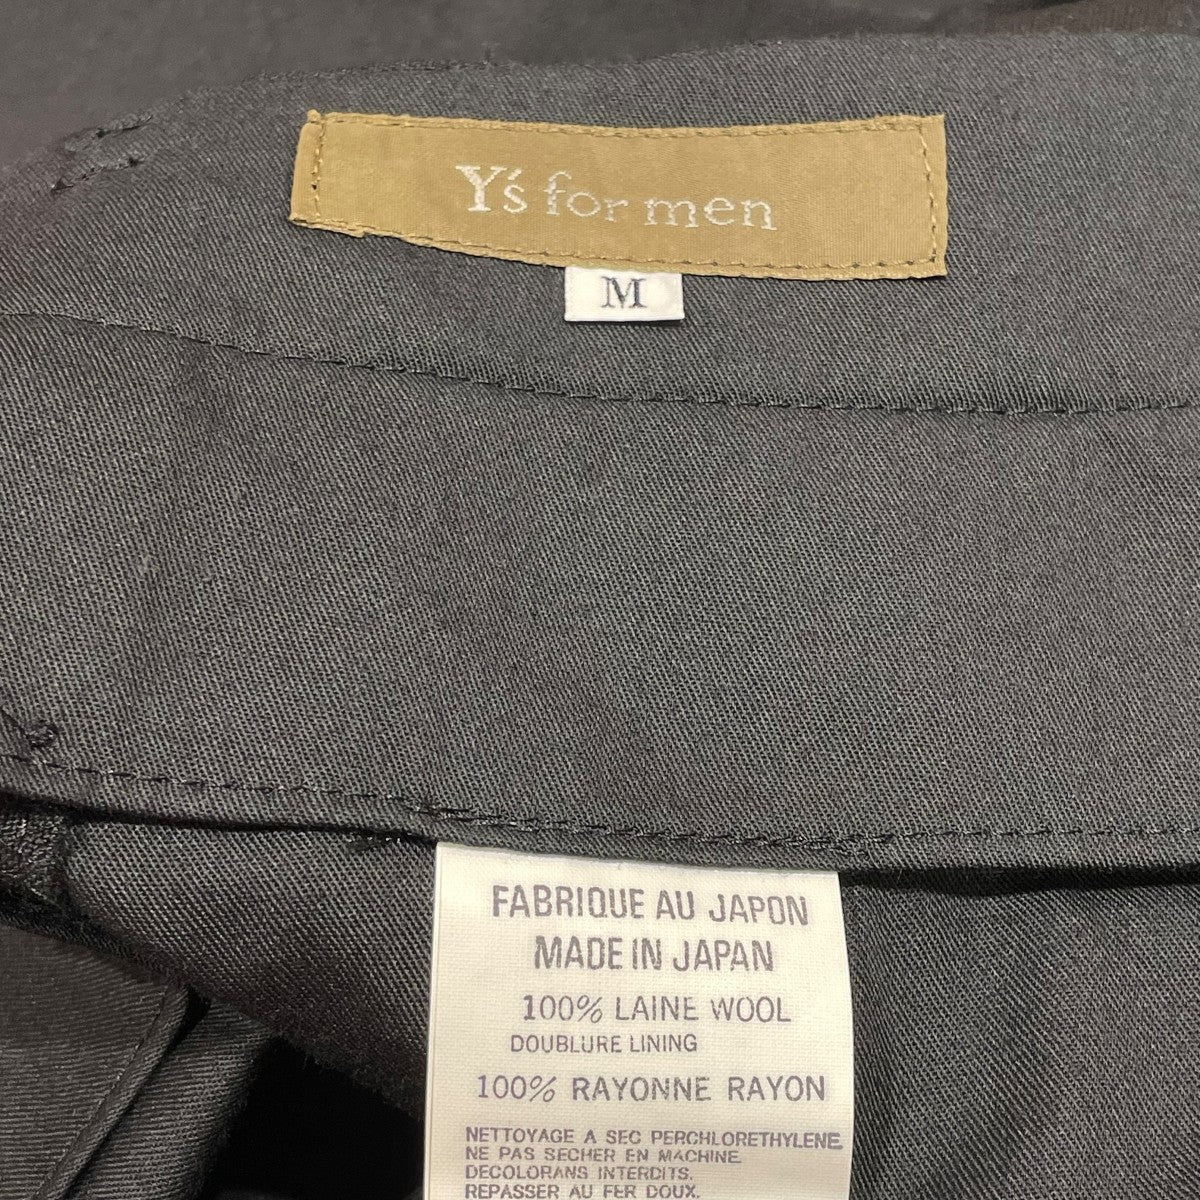 Y's for men
M
FABRIQUE AU JAPON
MADE IN JAPAN
100% LAINE WOOL
DOUBLURE LINING
100% RAYONNE RAYON
NETTOYAGE A SEC PERCHLORETHYLENE
NE PAS SECHER EN MACHINE.
DECOLORANS INTERDITS.
REPASSER AU FER DOUX.